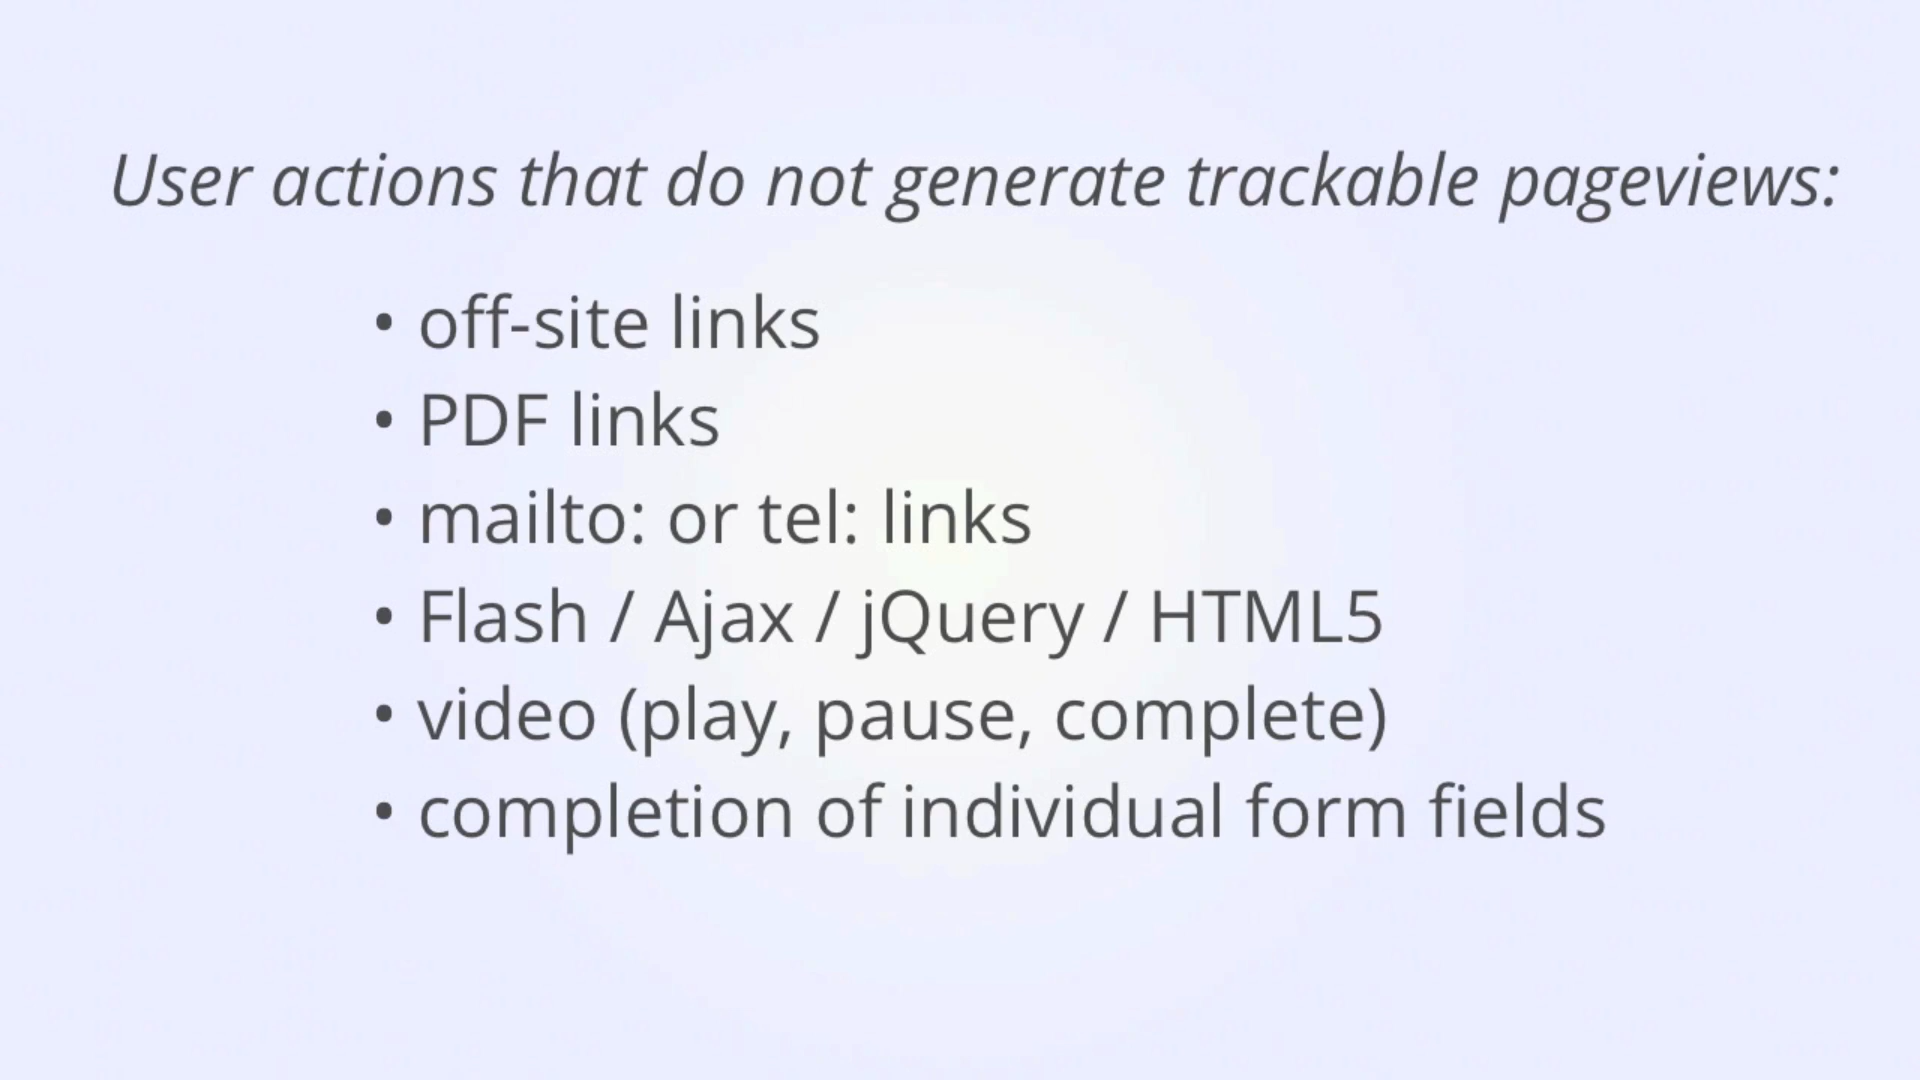 User actions that do not generate trackable pageviews:
• off-site links
• PDF links
• mailto: or tel: links
• Flash / Ajax / jQuery / HTML5
• video (play, pause, complete)
• completion of individual form fields